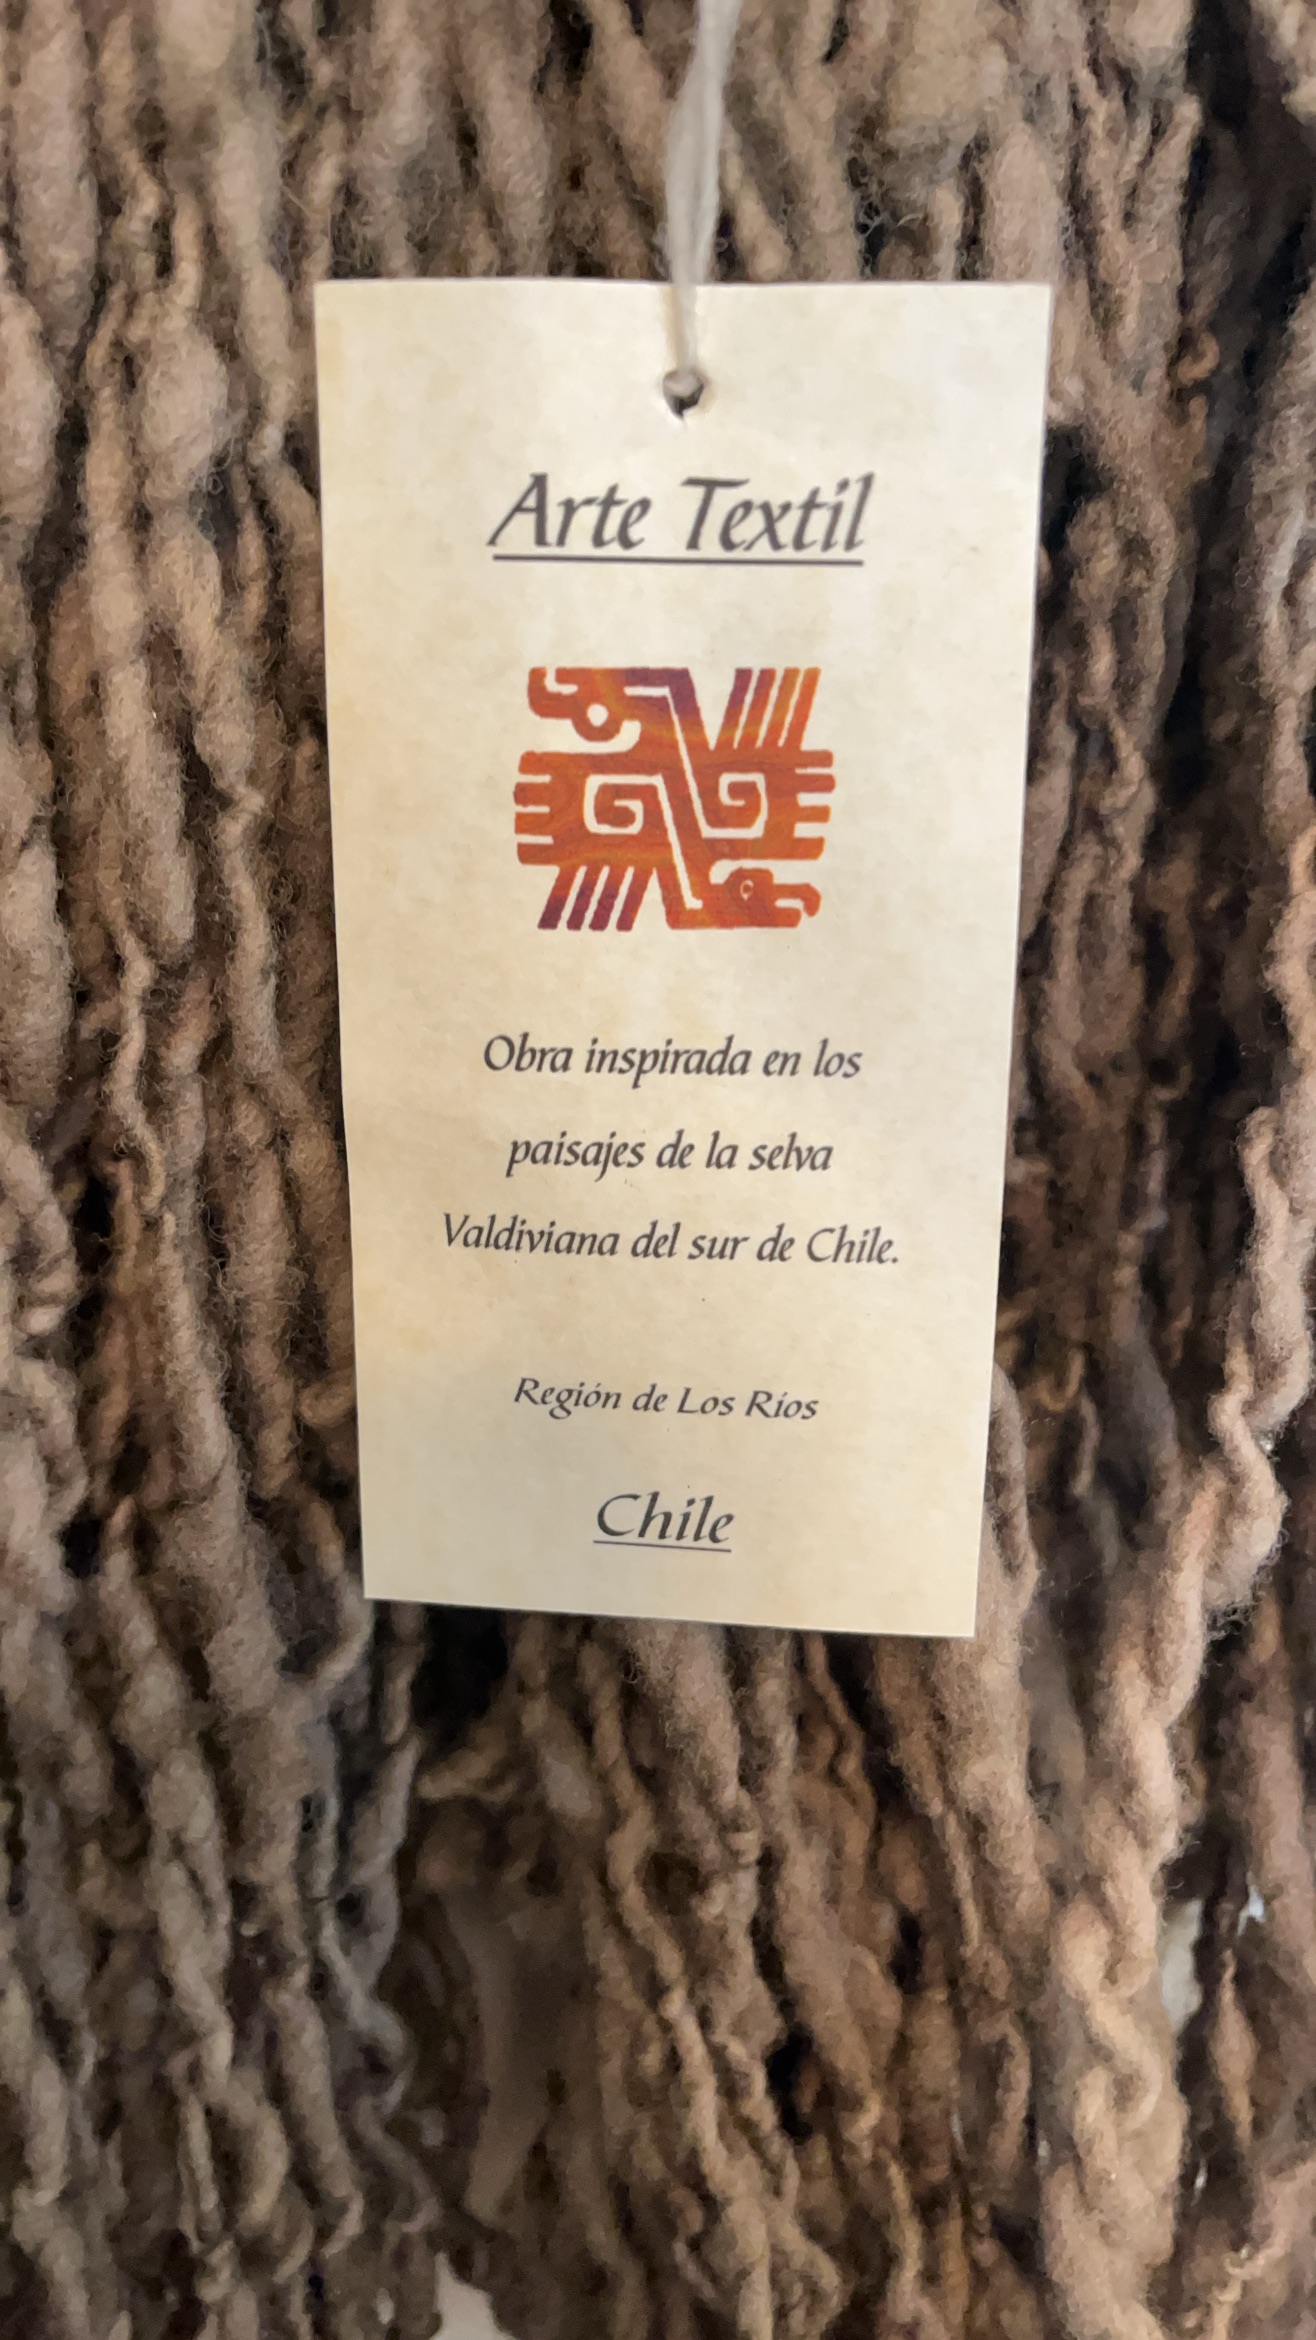 Arte Textil
Obra inspirada en los
paisajes de la selva
Valdiviana del sur de Chile.
Región de Los Ríos
Chile